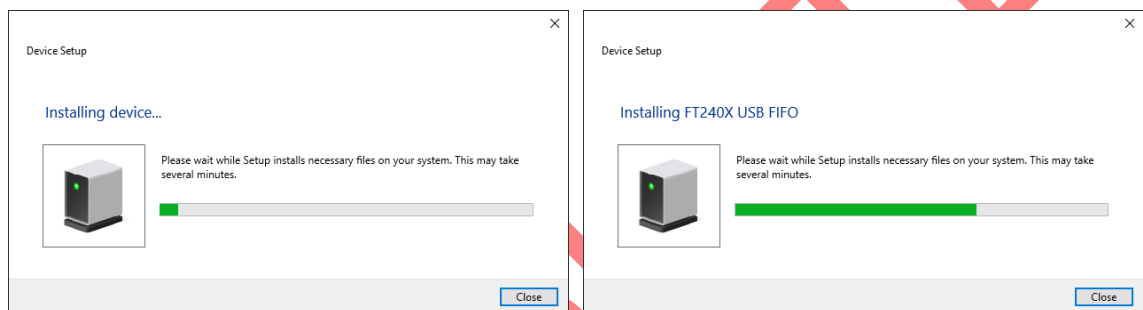 Device Setup
Installing device...
Please wait while Setup installs necessary files on your system. This may take
several minutes.
Close
Device Setup
Installing FT240X USB FIFO
Please wait while Setup installs necessary files on your system. This may take
several minutes.
Close